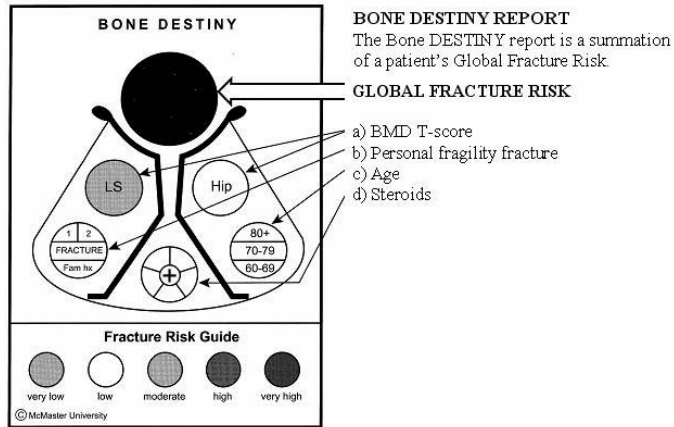 BONE DESTINY
LS
Hip
1 2
FRACTURE
Fam hx
+
80+
70-79
60-69
Fracture Risk Guide
very low low moderate high very high
© McMaster University
BONE DESTINY REPORT
The Bone DESTINY report is a summation
of a patient's Global Fracture Risk.
GLOBAL FRACTURE RISK
a) BMD T-score
b) Personal fragility fracture
c) Age
d) Steroids